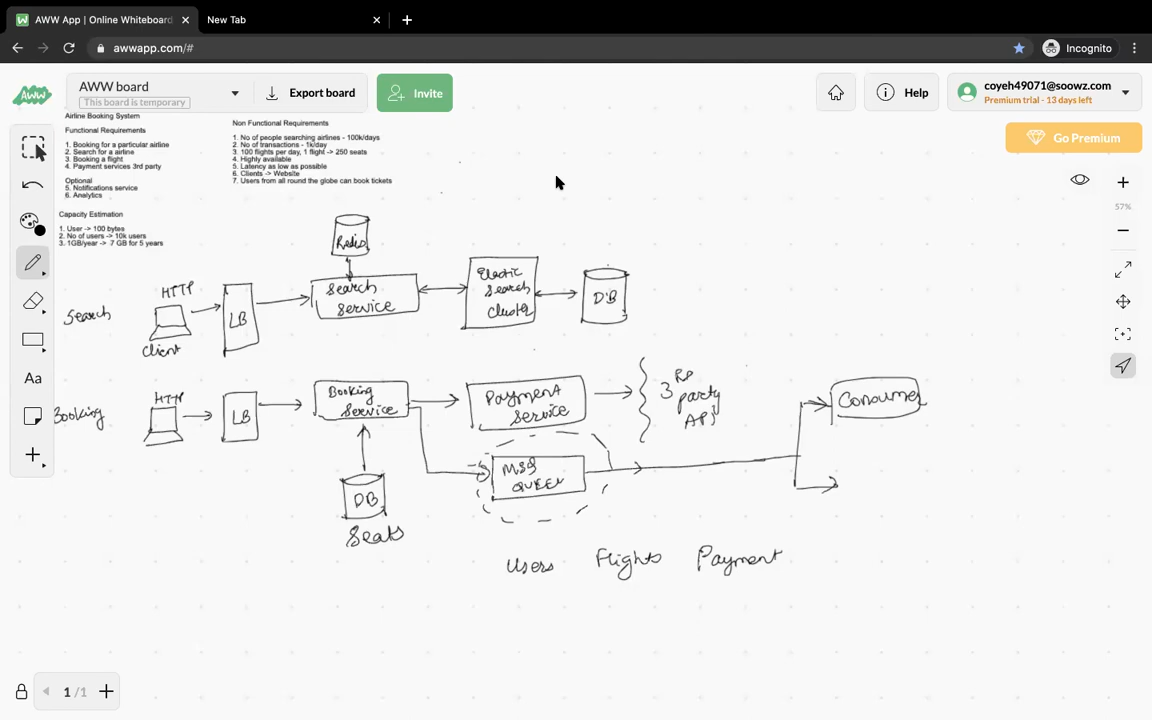 AWW App | Online Whiteboard
New Tab
awwapp.com/#
Incognito
AWW
AWW board
This board is temporary
Export board
Invite
Help
coyeh49071@soowz.com
Premium trial - 13 days left
Go Premium
57%
Airline Booking System
Functional Requirements
1. Booking for a particular airline
2. Search for a airline
3. Booking a flight
4. Payment services 3rd party
Optional
5. Notifications service
6. Analytics
Non Functional Requirements
1. No of people searching airlines - 100k/days
2. No of transactions - 1k/day
3. 100 flights per day, 1 flight -> 250 seats
4. Highly available
5. Latency as low as possible
6. Clients -> Website
7. Users from all round the globe can book tickets
Capacity Estimation
1. User -> 100 bytes
2. No of users -> 10k users
3. 1GB/year -> 7 GB for 5 years
Redis
Search
HTTP
Client
LB
Search
Service
Elastic
Search
Cluster
DB
Booking
HTTP
LB
Booking
Service
Payment
Service
3
party
API
Consumer
DB
Seats
MSG
Users Flights Payment
Aa
1 /1